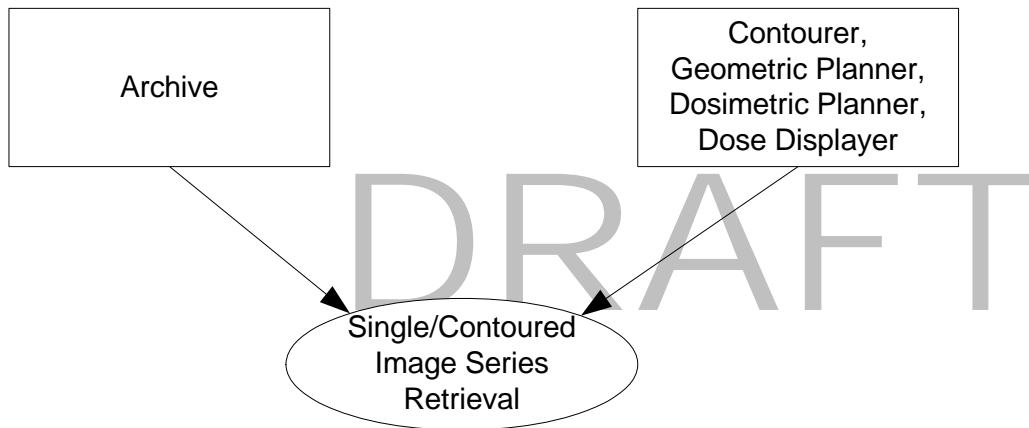 Archive
Contourer,
Geometric Planner,
Dosimetric Planner,
Dose Displayer
DRAFT
Single/Contoured
Image Series
Retrieval